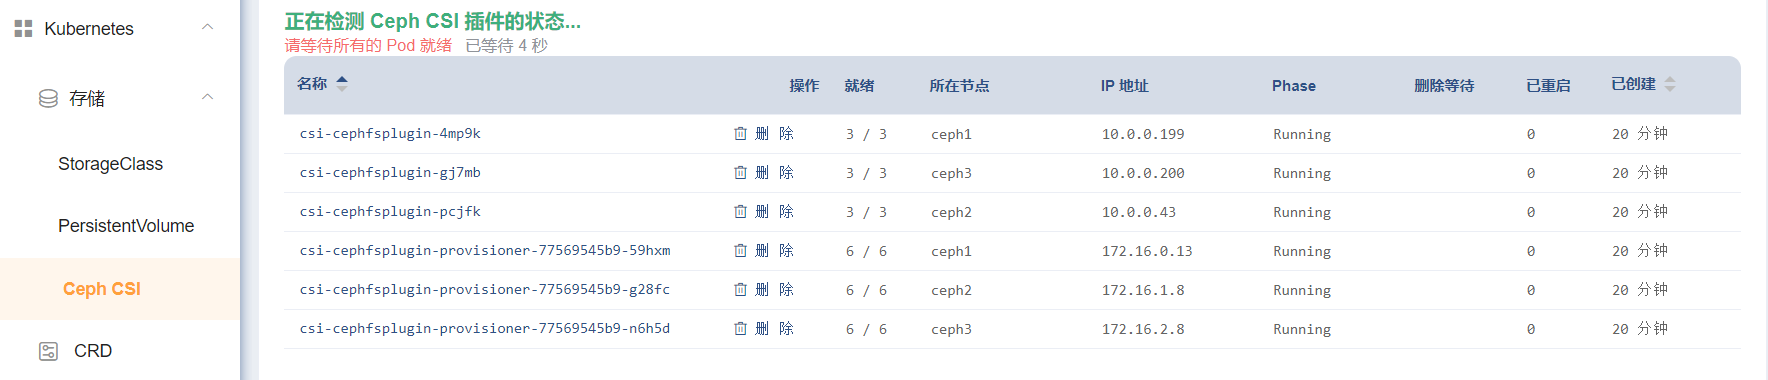 Kubernetes
存储
StorageClass
PersistentVolume
Ceph CSI
CRD
正在检测 Ceph CSI 插件的状态...
请等待所有的 Pod 就绪 已等待 4 秒
名称 操作 就绪 所在节点 IP 地址 Phase 删除等待 已重启 已创建
csi-cephfsplugin-4mp9k 删 除 3 / 3 ceph1 10.0.0.199 Running 0 20 分钟
csi-cephfsplugin-gj7mb 删 除 3 / 3 ceph3 10.0.0.200 Running 0 20 分钟
csi-cephfsplugin-pcjfk 删 除 3 / 3 ceph2 10.0.0.43 Running 0 20 分钟
csi-cephfsplugin-provisioner-77569545b9-59hxm 删 除 6 / 6 ceph1 172.16.0.13 Running 0 20 分钟
csi-cephfsplugin-provisioner-77569545b9-g28fc 删 除 6 / 6 ceph2 172.16.1.8 Running 0 20 分钟
csi-cephfsplugin-provisioner-77569545b9-n6h5d 删 除 6 / 6 ceph3 172.16.2.8 Running 0 20 分钟